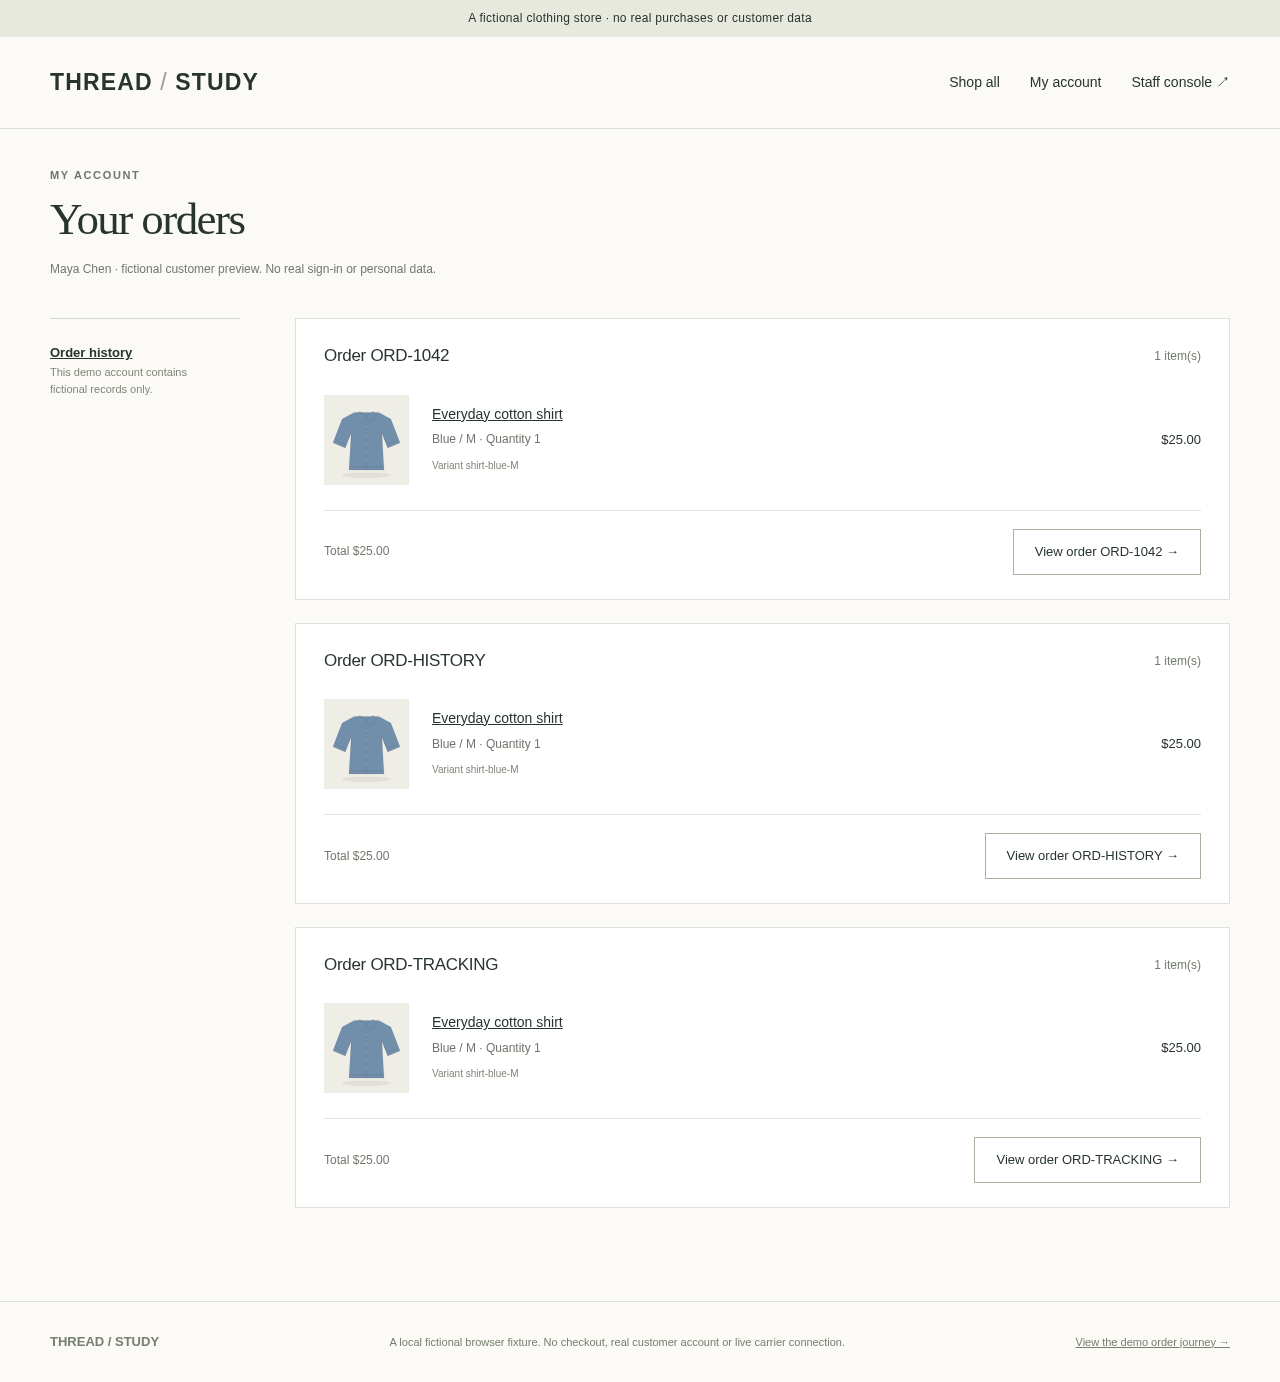 A fictional clothing store · no real purchases or customer data
THREAD / STUDY
Shop all
My account
Staff console ↗
MY ACCOUNT
Your orders
Maya Chen · fictional customer preview. No real sign-in or personal data.
Order history
This demo account contains
fictional records only.
Order ORD-1042
1 item(s)
Everyday cotton shirt
Blue / M · Quantity 1
Variant shirt-blue-M
$25.00
Total $25.00
View order ORD-1042 →
Order ORD-HISTORY
1 item(s)
Everyday cotton shirt
Blue / M · Quantity 1
Variant shirt-blue-M
$25.00
Total $25.00
View order ORD-HISTORY →
Order ORD-TRACKING
1 item(s)
Everyday cotton shirt
Blue / M · Quantity 1
Variant shirt-blue-M
$25.00
Total $25.00
View order ORD-TRACKING →
THREAD / STUDY
A local fictional browser fixture. No checkout, real customer account or live carrier connection.
View the demo order journey →